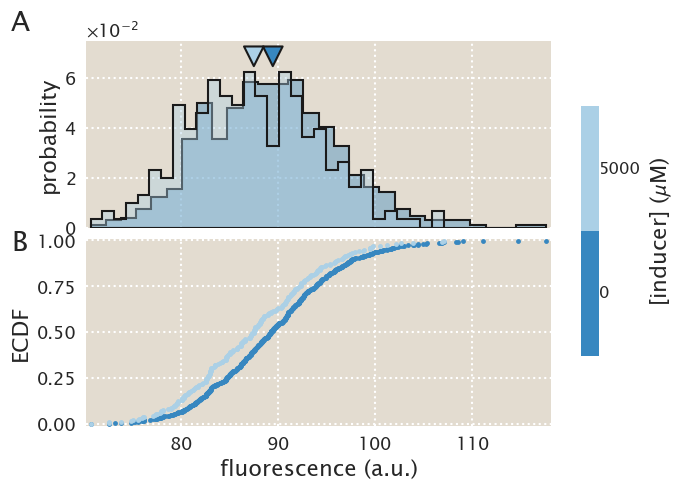 A
×10⁻²
6
4
2
0
probability
B
1.00
0.75
0.50
0.25
0.00
ECDF
80
90
100
110
fluorescence (a.u.)
5000
0
[inducer] (μM)